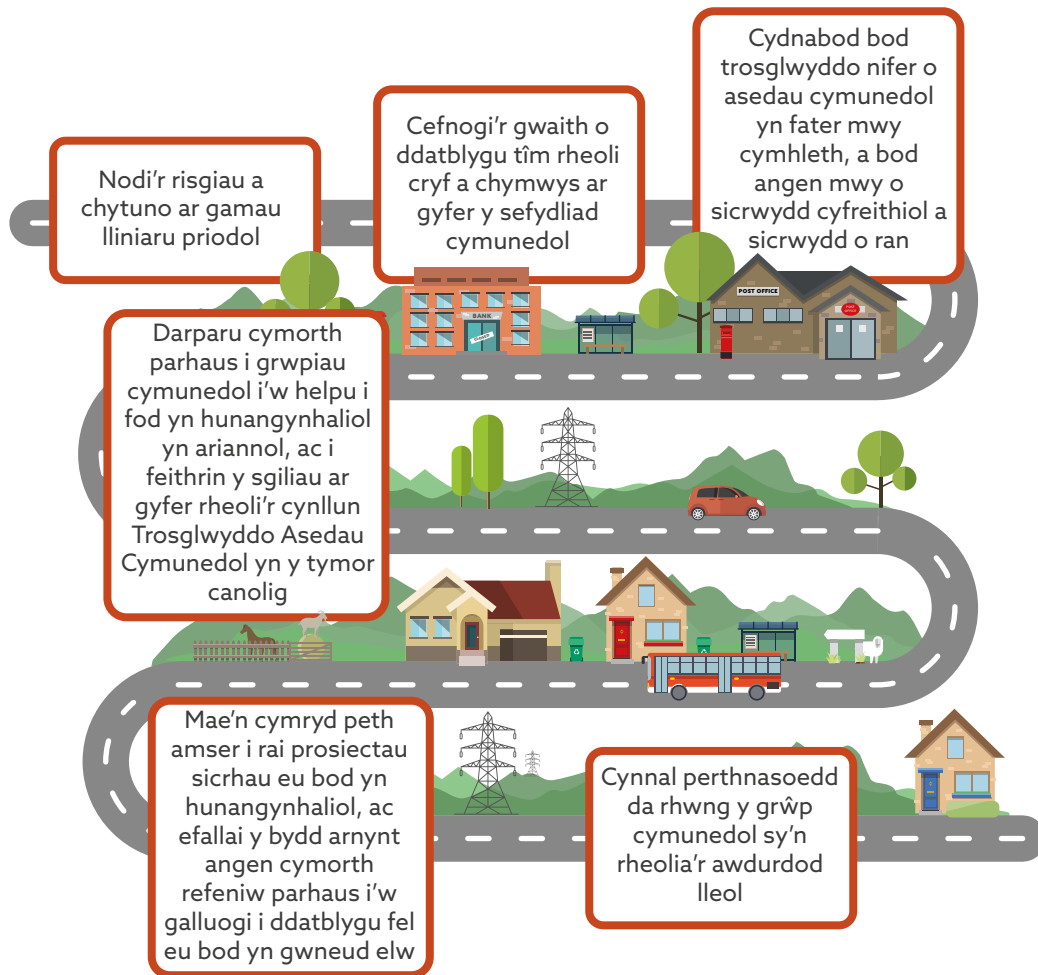 Nodi'r risgiau a
chytuno ar gamau
lliniaru priodol
Cefnogi'r gwaith o
ddatblygu tîm rheoli
cryf a chymwys ar
gyfer y sefydliad
cymunedol
Cydnabod bod
trosglwyddo nifer o
asedau cymunedol
yn fater mwy
cymhleth, a bod
angen mwy o
sicrwydd cyfreithiol a
sicrwydd o ran
BANK
CLOSED
POST OFFICE
POST
OFFICE
Darparu cymorth
parhaus i grwpiau
cymunedol i'w helpu i
fod yn hunangynhaliol
yn ariannol, ac i
feithrin y sgiliau ar
gyfer rheoli'r cynllun
Trosglwyddo Asedau
Cymunedol yn y tymor
canolig
Mae'n cymryd peth
amser i rai prosiectau
sicrhau eu bod yn
hunangynhaliol, ac
efallai y bydd arnynt
angen cymorth
refeniw parhaus i'w
galluogi i ddatblygu fel
eu bod yn gwneud elw
Cynnal perthnasoedd
da rhwng y grŵp
cymunedol sy'n
rheolia'r awdurdod
lleol